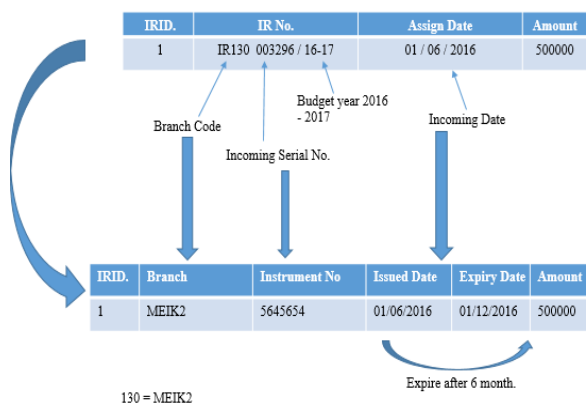 IRID. IR No. Assign Date Amount
1 IR130 003296 / 16-17 01 / 06 / 2016 500000
Budget year 2016
- 2017
Branch Code
Incoming Date
Incoming Serial No.
IRID. Branch Instrument No Issued Date Expiry Date Amount
1 MEIK2 5645654 01/06/2016 01/12/2016 500000
Expire after 6 month.
130 = MEIK2